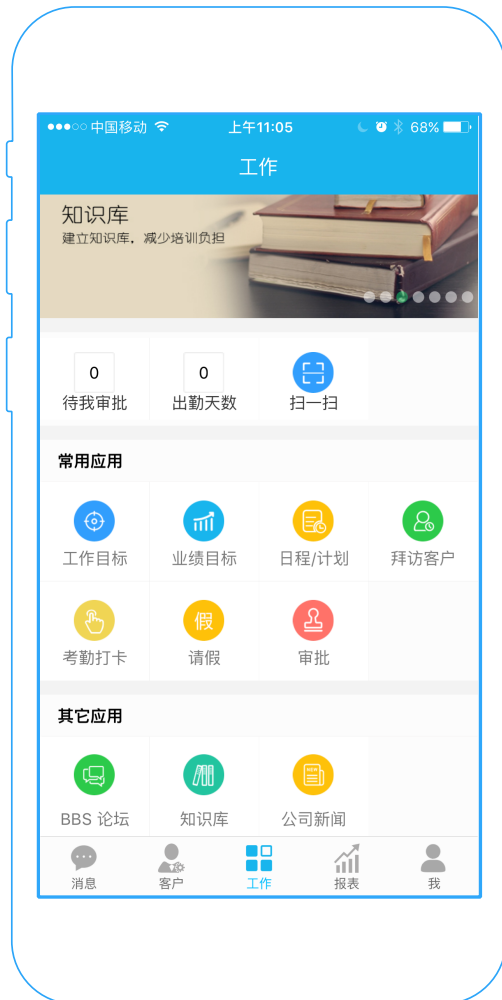 中国移动 上午11:05 68%
工作
知识库
建立知识库，减少培训负担
0 0
待我审批 出勤天数 扫一扫
常用应用
工作目标 业绩目标 日程/计划 拜访客户
假
考勤打卡 请假 审批
其它应用
NEW
BBS 论坛 知识库 公司新闻
消息 客户 工作 报表 我